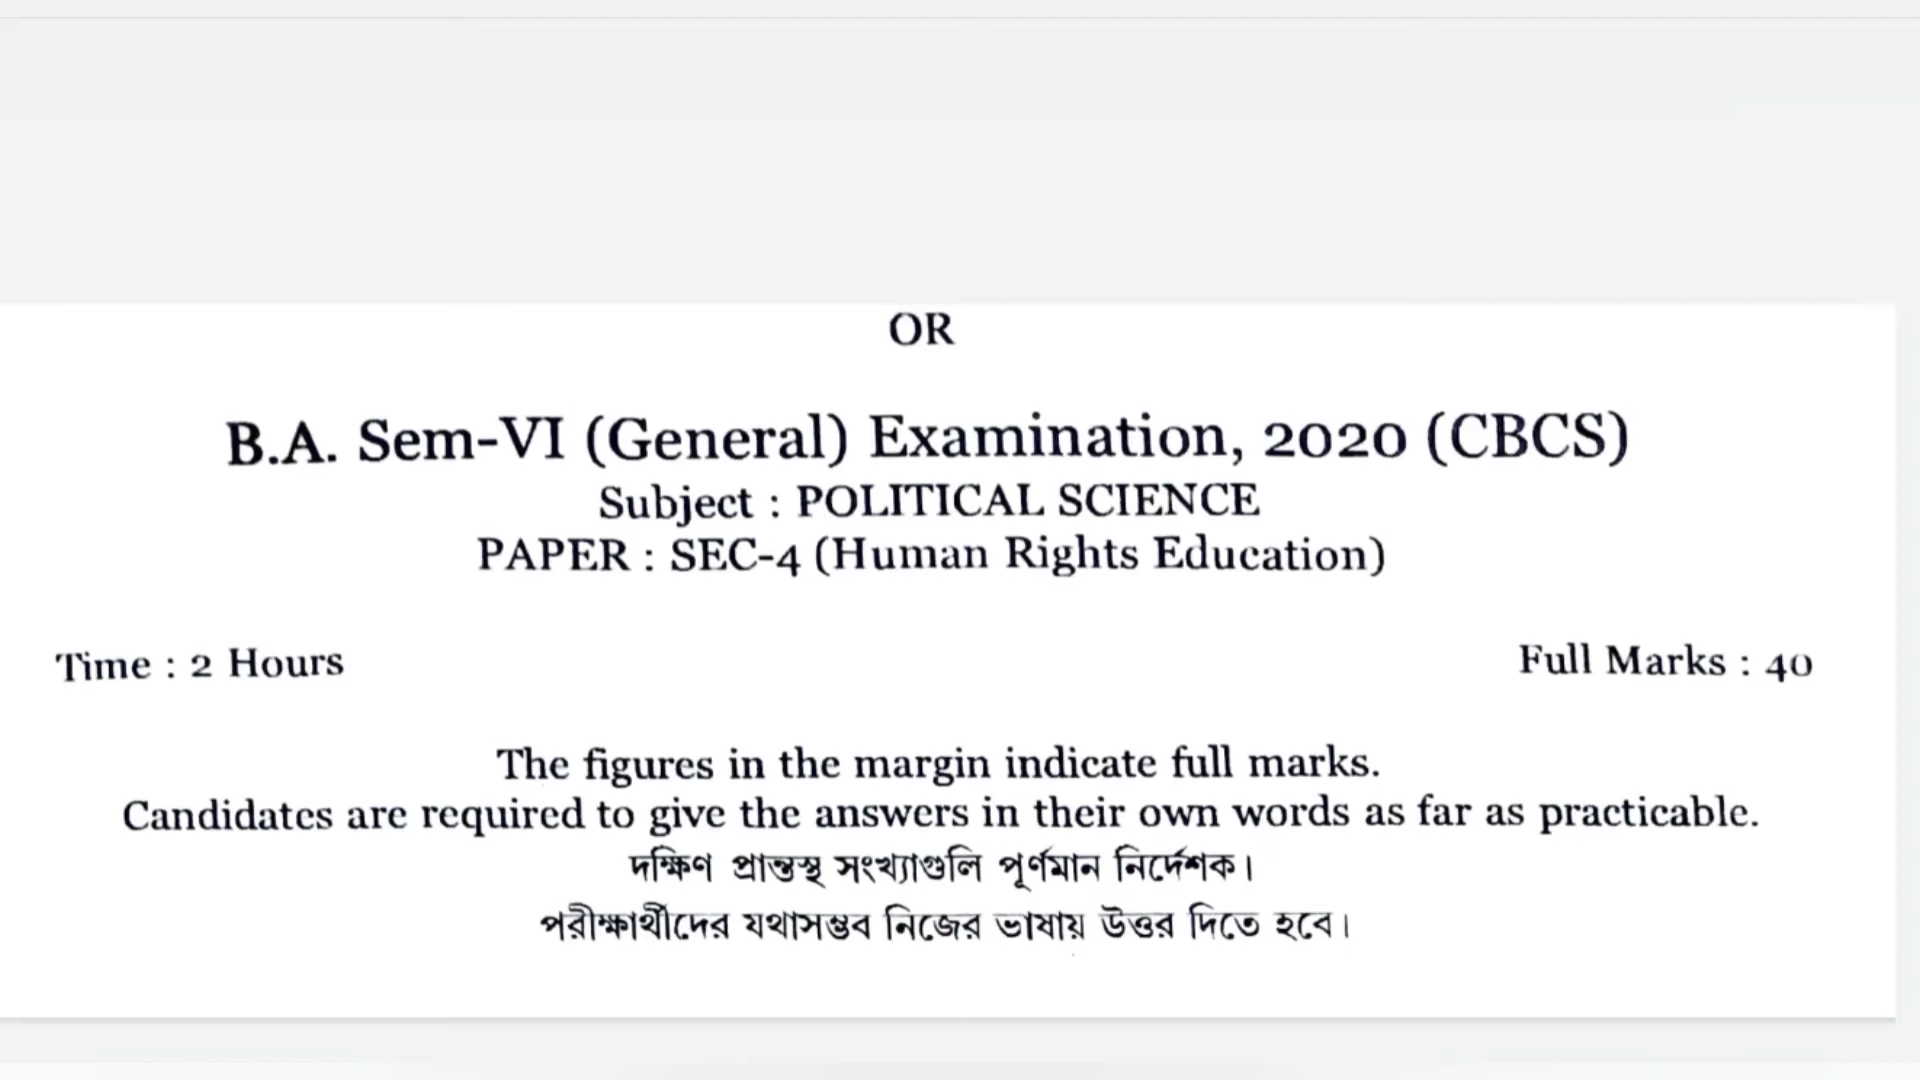 OR
B.A. Sem-VI (General) Examination, 2020 (CBCS)
Subject : POLITICAL SCIENCE
PAPER : SEC-4 (Human Rights Education)
Time : 2 Hours Full Marks : 40
The figures in the margin indicate full marks.
Candidates are required to give the answers in their own words as far as practicable.
দক্ষিণ প্রান্তস্থ সংখ্যাগুলি পূর্ণমান নির্দেশক।
পরীক্ষার্থীদের যথাসম্ভব নিজের ভাষায় উত্তর দিতে হবে।